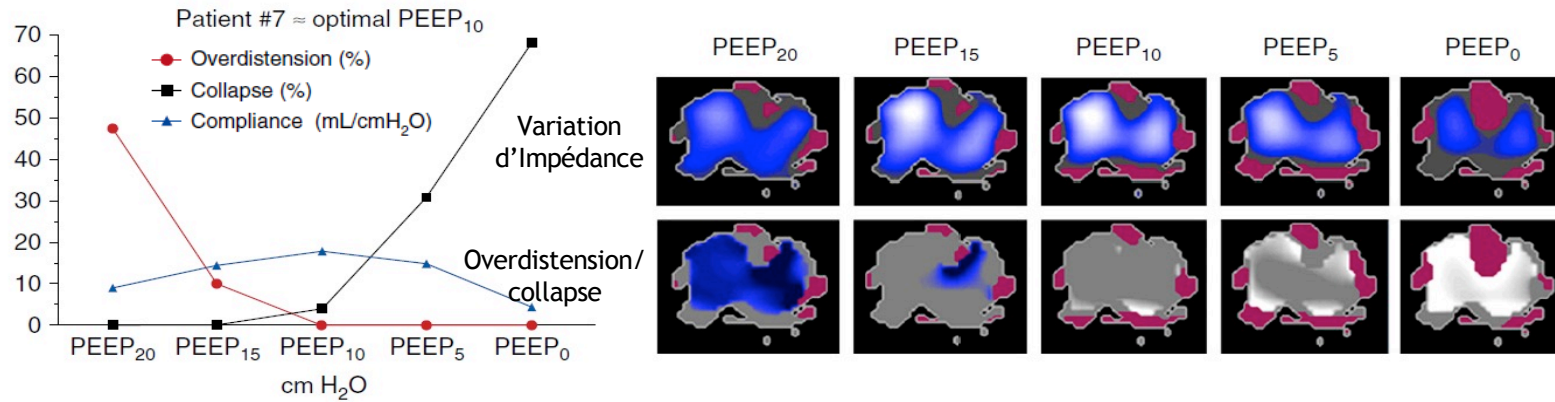 Patient #7 ≈ optimal PEEP10
Overdistension (%)
Collapse (%)
Compliance (mL/cmH2O)
70
60
50
40
30
20
10
0
PEEP20 PEEP15 PEEP10 PEEP5 PEEP0
cm H2O
Variation
d'Impédance
Overdistension/
collapse
PEEP20 PEEP15 PEEP10 PEEP5 PEEP0